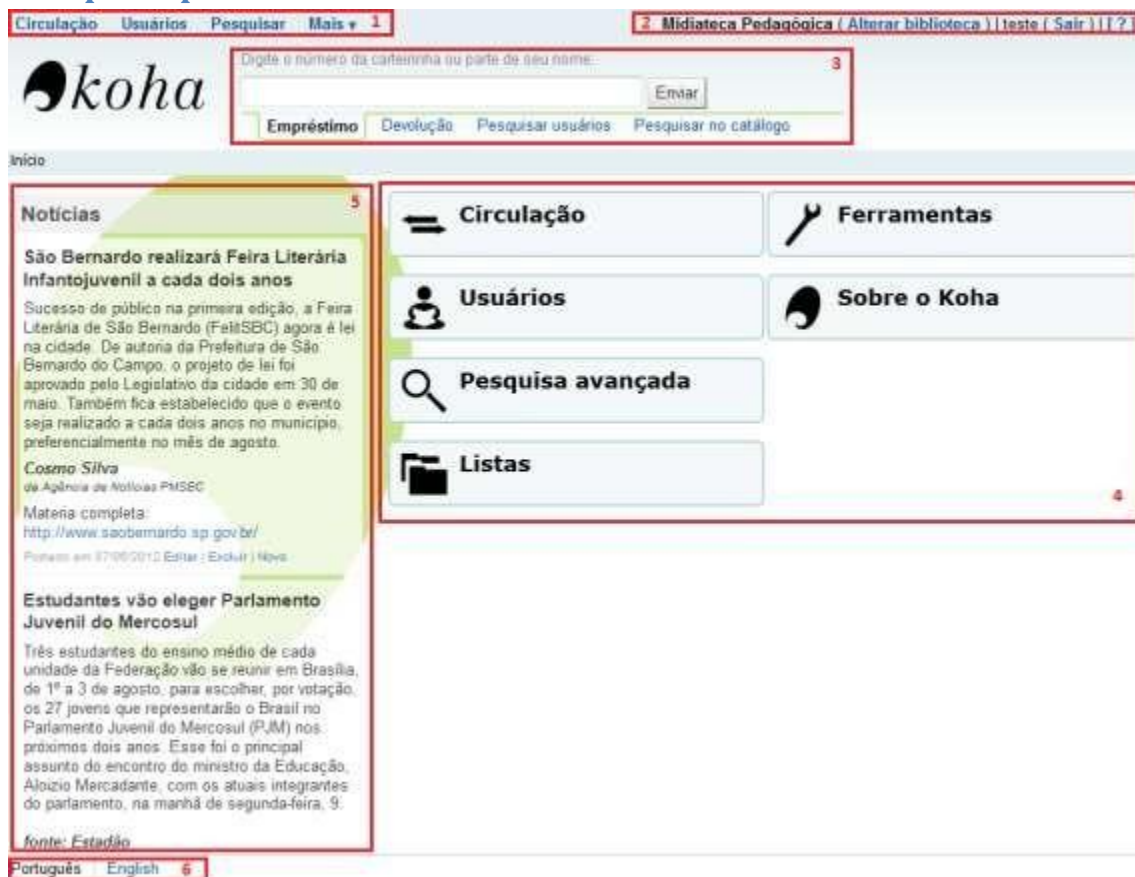 Circulação Usuários Pesquisar Mais ▾ 1
2 Midiateca Pedagógica ( Alterar biblioteca ) | teste ( Sair ) | [ ? ]
koha
Digite o número da carteirinha ou parte de seu nome:
3
Enviar
Empréstimo Devolução Pesquisar usuários Pesquisar no catálogo
Início
Notícias
5
São Bernardo realizará Feira Literária
Infantojuvenil a cada dois anos
Sucesso de público na primeira edição, a Feira
Literária de São Bernardo (FelitSBC) agora é lei
na cidade. De autoria da Prefeitura de São
Bernardo do Campo, o projeto de lei foi
aprovado pelo Legislativo da cidade em 30 de
maio. Também fica estabelecido que o evento
seja realizado a cada dois anos no município,
preferencialmente no mês de agosto.
Cosmo Silva
da Agência de Notícias PMSBC
Materia completa:
http://www.saobernardo.sp.gov.br/
Postado em Editar | Excluir | Novo
Estudantes vão eleger Parlamento
Juvenil do Mercosul
Três estudantes do ensino médio de cada
unidade da Federação vão se reunir em Brasília,
de 1º a 3 de agosto, para escolher, por votação,
os 27 jovens que representarão o Brasil no
Parlamento Juvenil do Mercosul (PJM) nos
próximos dois anos. Esse foi o principal
assunto do encontro do ministro da Educação,
Aloizio Mercadante, com os atuais integrantes
do parlamento, na manhã de segunda-feira, 9.
fonte: Estadão
Circulação
Ferramentas
Usuários
Sobre o Koha
Pesquisa avançada
Listas
4
Português English 6